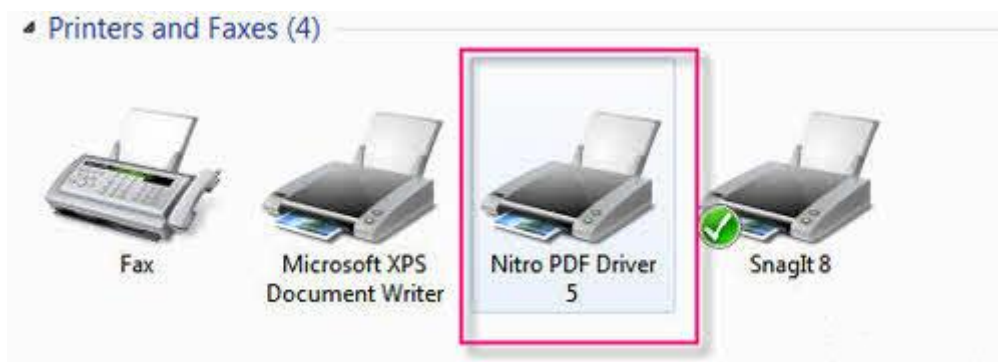 Printers and Faxes (4)
Fax
Microsoft XPS
Document Writer
Nitro PDF Driver
5
SnagIt 8